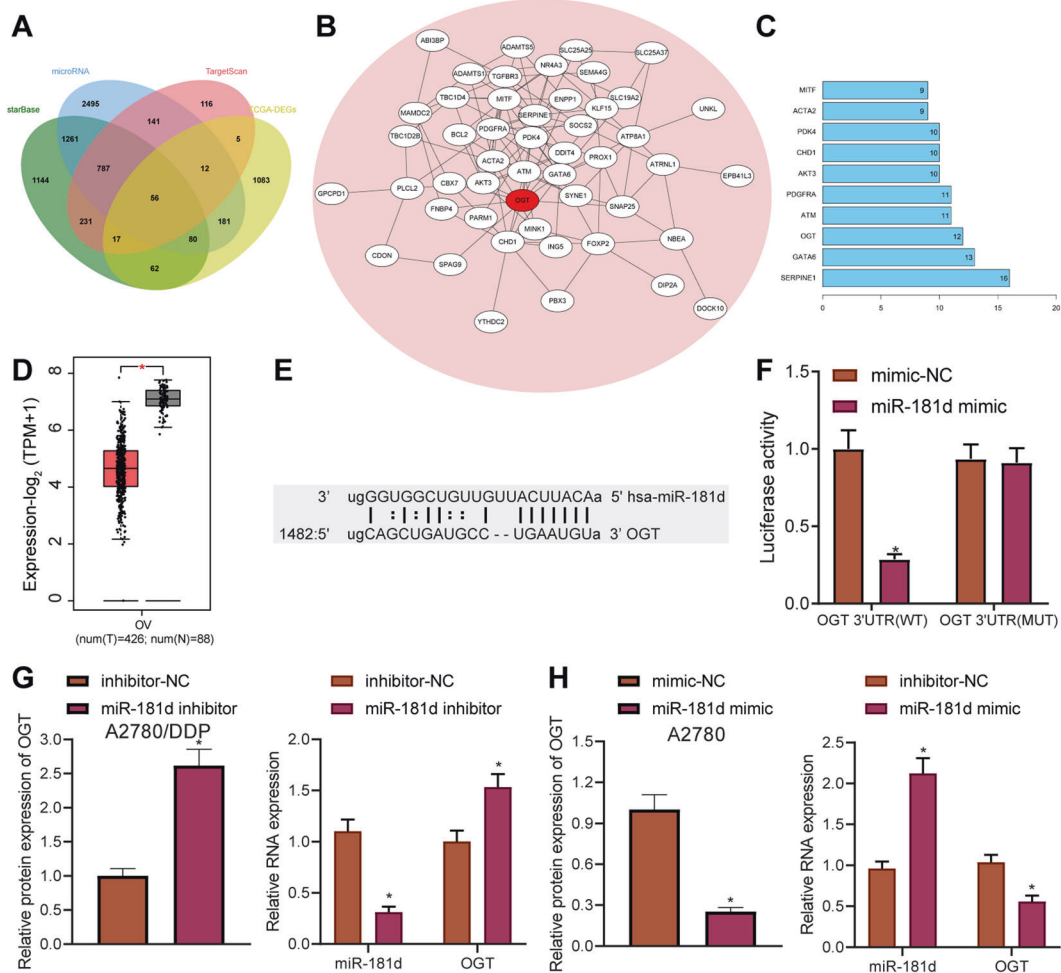 A
microRNA
TargetScan
starBase
TCGA-DEGs
2495
116
1261
141
5
1144
787
12
1083
56
231
181
17
80
62
B
ABI3BP
ADAMTS5
SLC25A25
SLC25A37
NR4A3
ADAMTS1
TGFBR3
SEMA4G
TBC1D4
MITF
ENPP1
SLC19A2
MAMDC2
SERPINE1
KLF15
UNKL
TBC1D2B
BCL2
PDGFRA
SOCS2
ATP8A1
PDK4
ACTA2
DDIT4
PROX1
ATRNL1
ATM
GPCPD1
PLCL2
CBX7
AKT3
GATA6
EPB41L3
OGT
SYNE1
SNAP25
FNBP4
PARM1
MINK1
CHD1
ING5
FOXP2
NBEA
CDON
SPAG9
DIP2A
PBX3
DOCK10
YTHDC2
C
MITF 9
ACTA2 9
PDK4 10
CHD1 10
AKT3 10
PDGFRA 11
ATM 11
OGT 12
GATA6 13
SERPINE1 16
0 5 10 15 20
D
Expression-log2 (TPM+1)
8
6
4
2
0
*
OV
(num(T)=426; num(N)=88)
E
3' ugGGUGGCUGUUGUUACUUACAa 5' hsa-miR-181d
1482:5' ugCAGCUGAUGCC--UGAAUGUa 3' OGT
F
mimic-NC
miR-181d mimic
Luciferase activity
1.5
1.0
0.5
0.0
*
OGT 3'UTR(WT) OGT 3'UTR(MUT)
G
inhibitor-NC
miR-181d inhibitor
A2780/DDP
Relative protein expression of OGT
3.0
2.5
2.0
1.5
1.0
0.5
0.0
*
inhibitor-NC
miR-181d inhibitor
Relative RNA expression
2.0
1.5
1.0
0.5
0.0
*
*
miR-181d OGT
H
mimic-NC
miR-181d mimic
A2780
Relative protein expression of OGT
1.5
1.2
0.9
0.6
0.3
0.0
*
inhibitor-NC
miR-181d mimic
Relative RNA expression
2.5
2.0
1.5
1.0
0.5
0.0
*
*
miR-181d OGT